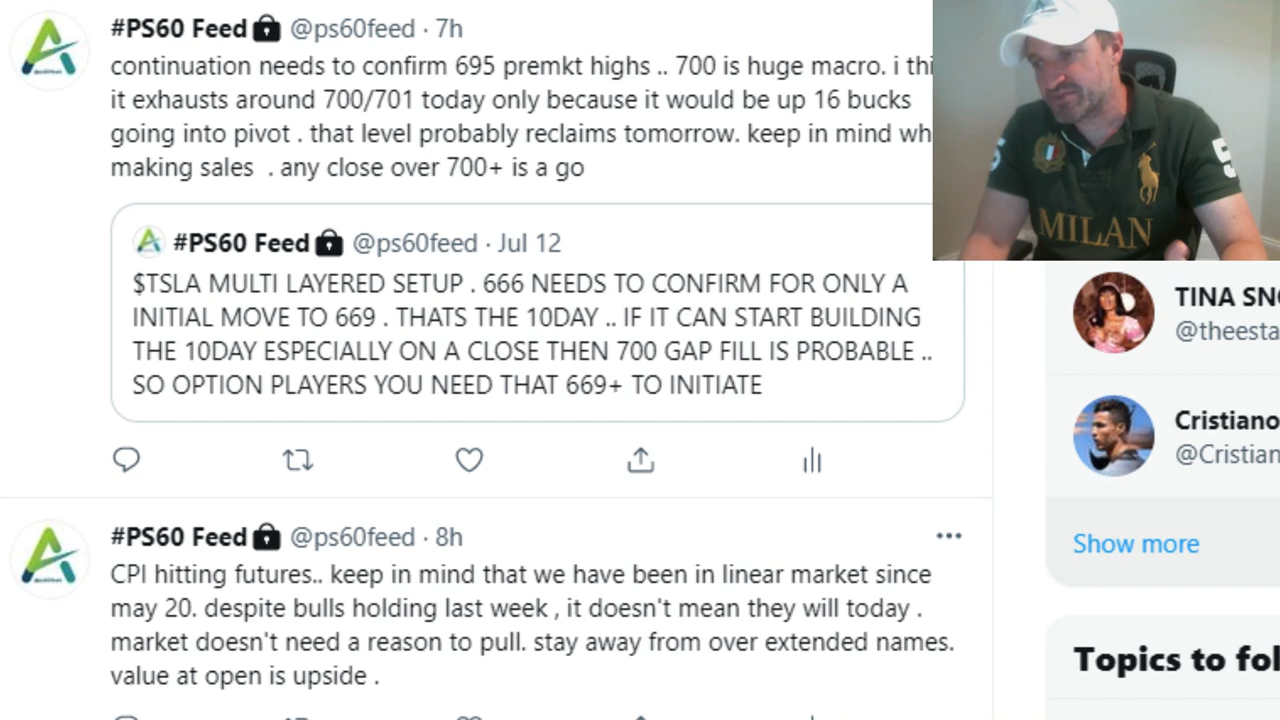 #PS60 Feed @ps60feed · 7h
continuation needs to confirm 695 premkt highs .. 700 is huge macro. i thi
it exhausts around 700/701 today only because it would be up 16 bucks
going into pivot . that level probably reclaims tomorrow. keep in mind wh
making sales . any close over 700+ is a go
#PS60 Feed @ps60feed · Jul 12
$TSLA MULTI LAYERED SETUP . 666 NEEDS TO CONFIRM FOR ONLY A
INITIAL MOVE TO 669 . THATS THE 10DAY .. IF IT CAN START BUILDING
THE 10DAY ESPECIALLY ON A CLOSE THEN 700 GAP FILL IS PROBABLE ..
SO OPTION PLAYERS YOU NEED THAT 669+ TO INITIATE
#PS60 Feed @ps60feed · 8h
CPI hitting futures.. keep in mind that we have been in linear market since
may 20. despite bulls holding last week , it doesn't mean they will today .
market doesn't need a reason to pull. stay away from over extended names.
value at open is upside .
5
5
MILAN
TINA SN
@theesta
Cristiano
@Cristian
Show more
Topics to fol